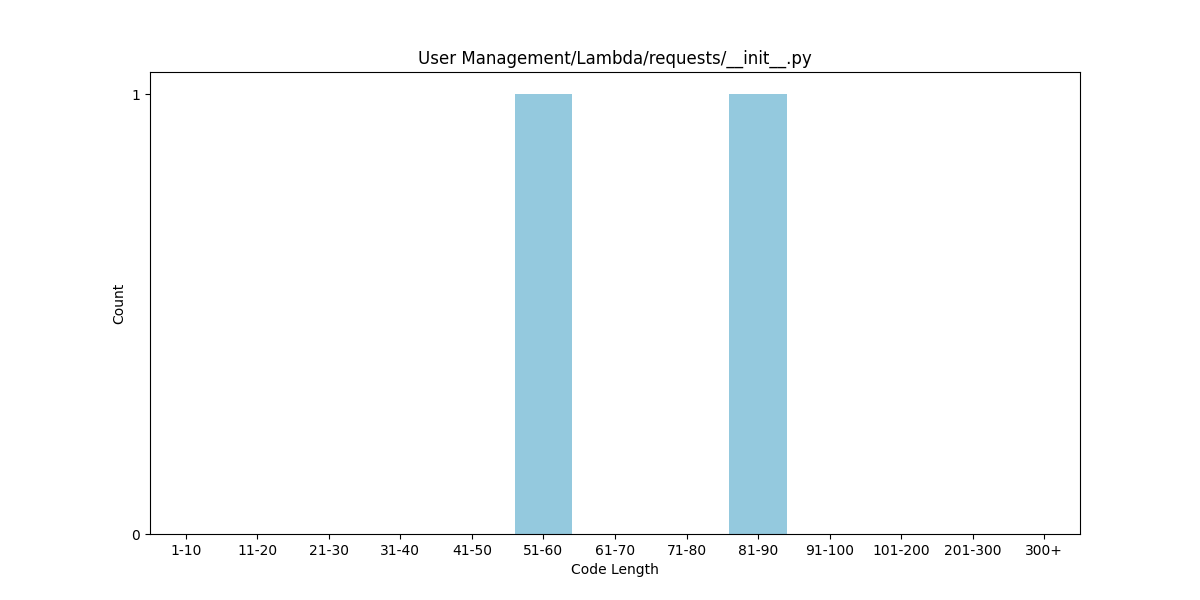 User Management/Lambda/requests/__init__.py
Count
1
0
1-10 11-20 21-30 31-40 41-50 51-60 61-70 71-80 81-90 91-100 101-200 201-300 300+
Code Length